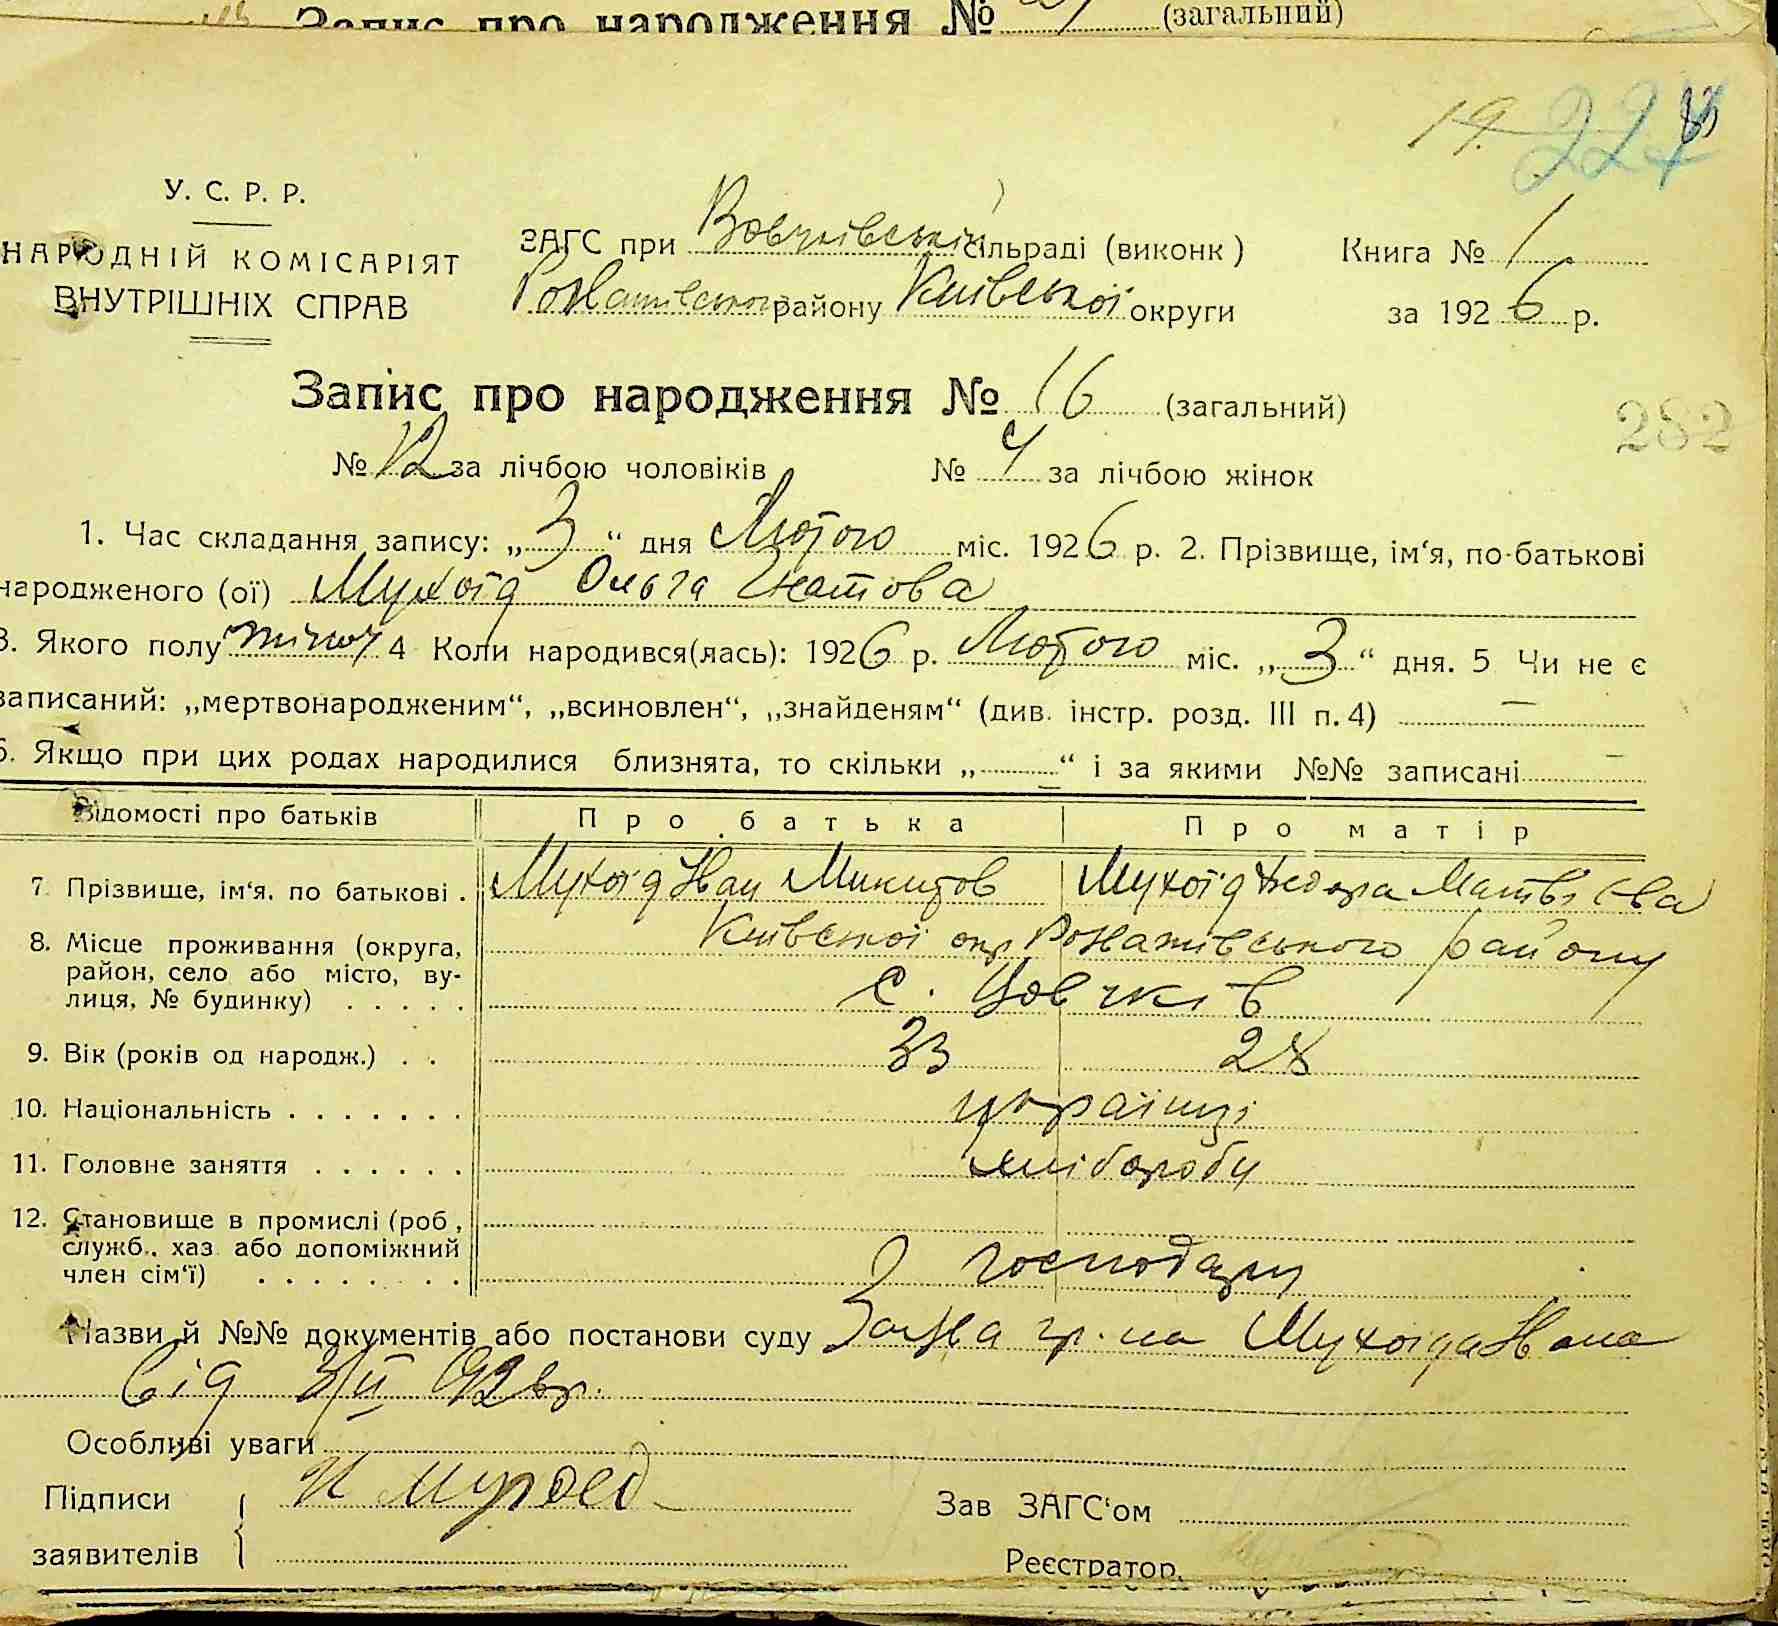 Запис про народження № (загальний)
19. 227
У. С. Р. Р.
НАРОДНІЙ КОМІСАРІЯТ
ВНУТРІШНІХ СПРАВ
ЗАГС при Вовчківській сільраді (виконк)
району Київської округи
Книга № 1
за 1926 р.
Запис про народження № 16 (загальний)
282
№ 12 за лічбою чоловіків № 4 за лічбою жінок
1. Час складання запису: „3“ дня Лютого міс. 1926 р. 2. Прізвище, ім‘я, по-батькові
народженого (ої) Мухоїд Ольга
3. Якого полу жіноч 4 Коли народився(лась): 1926 р. Лютого міс. „3“ дня. 5 Чи не є
записаний: „мертвонародженим“, „всиновлен“, „знайденям“ (див. інстр. розд. III п. 4) —
6. Якщо при цих родах народилися близнята, то скільки „ “ і за якими №№ записані —
Відомості про батьків Про батька Про матір
7. Прізвище, ім‘я. по батькові . Мухоїд Іван Микитов Мухоїд Матвієва
8. Місце проживання (округа, Київської окр району
район, село або місто, ву-
лиця, № будинку) . . . . . с. Вовчків
9. Вік (років од народж.) . . 33 28
10. Національність . . . . . . . українці
11. Головне заняття . . . . . . хлібороби
12. Становище в промислі (роб.,
служб., хаз. або допоміжний
член сім‘ї) . . . . . . . . господарі
Назви й №№ документів або постанови суду Заява гр-на Мухоїда Івана
від 3/II 926р.
Особливі уваги
Підписи И Мухоед
Зав ЗАГС‘ом
заявителів
Реєстратор.